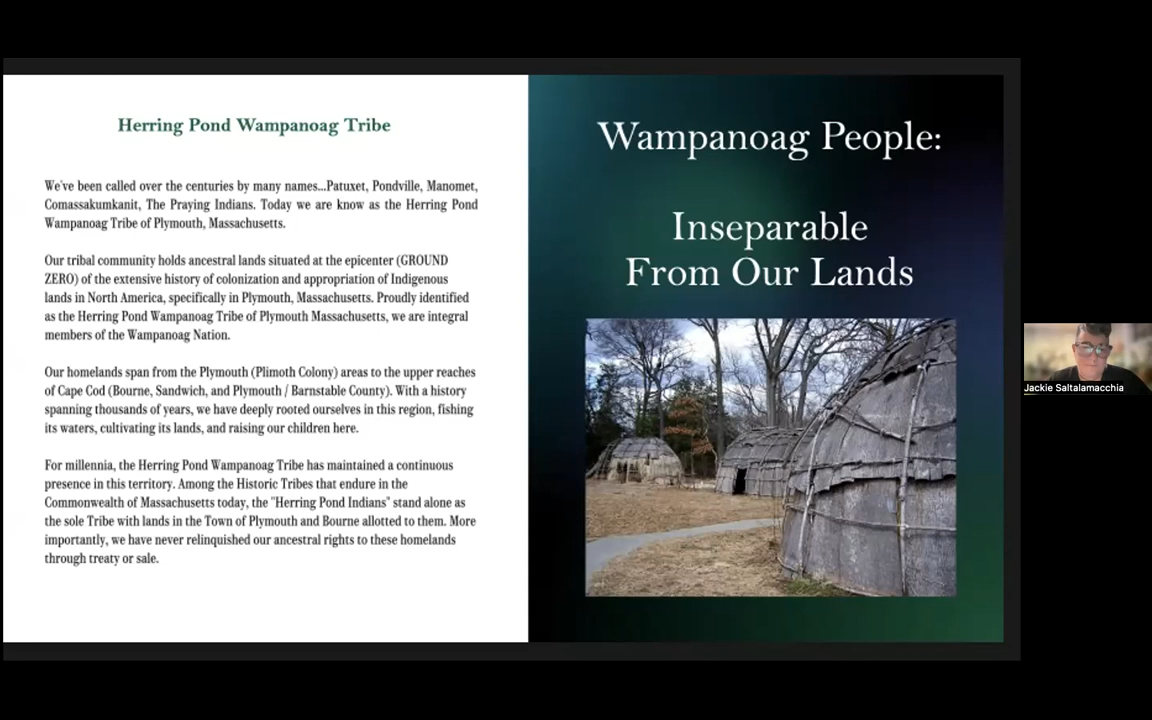 Herring Pond Wampanoag Tribe
We've been called over the centuries by many names...Patuxet, Pondville, Manomet,
Comassakumkanit, The Praying Indians. Today we are know as the Herring Pond
Wampanoag Tribe of Plymouth, Massachusetts.
Our tribal community holds ancestral lands situated at the epicenter (GROUND
ZERO) of the extensive history of colonization and appropriation of Indigenous
lands in North America, specifically in Plymouth, Massachusetts. Proudly identified
as the Herring Pond Wampanoag Tribe of Plymouth Massachusetts, we are integral
members of the Wampanoag Nation.
Our homelands span from the Plymouth (Plimoth Colony) areas to the upper reaches
of Cape Cod (Bourne, Sandwich, and Plymouth / Barnstable County). With a history
spanning thousands of years, we have deeply rooted ourselves in this region, fishing
its waters, cultivating its lands, and raising our children here.
For millennia, the Herring Pond Wampanoag Tribe has maintained a continuous
presence in this territory. Among the Historic Tribes that endure in the
Commonwealth of Massachusetts today, the "Herring Pond Indians" stand alone as
the sole Tribe with lands in the Town of Plymouth and Bourne allotted to them. More
importantly, we have never relinquished our ancestral rights to these homelands
through treaty or sale.
Wampanoag People:
Inseparable
From Our Lands
Jackie Saltalamacchia